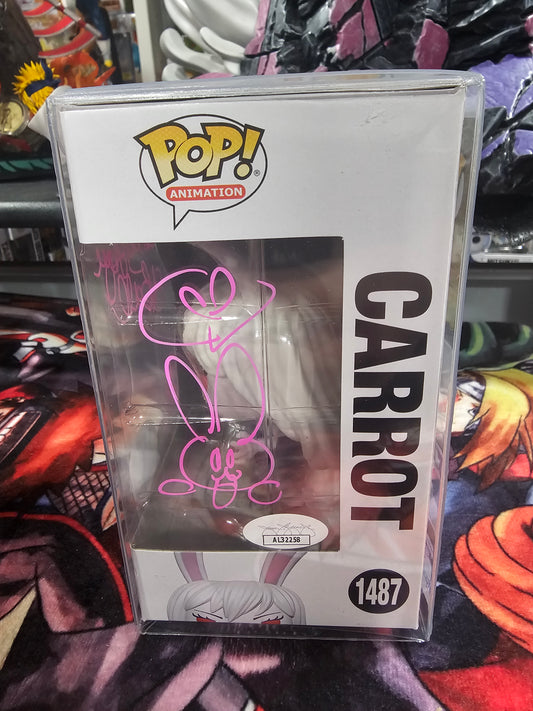 POP!
®
ANIMATION
CARROT
AL32258
1487